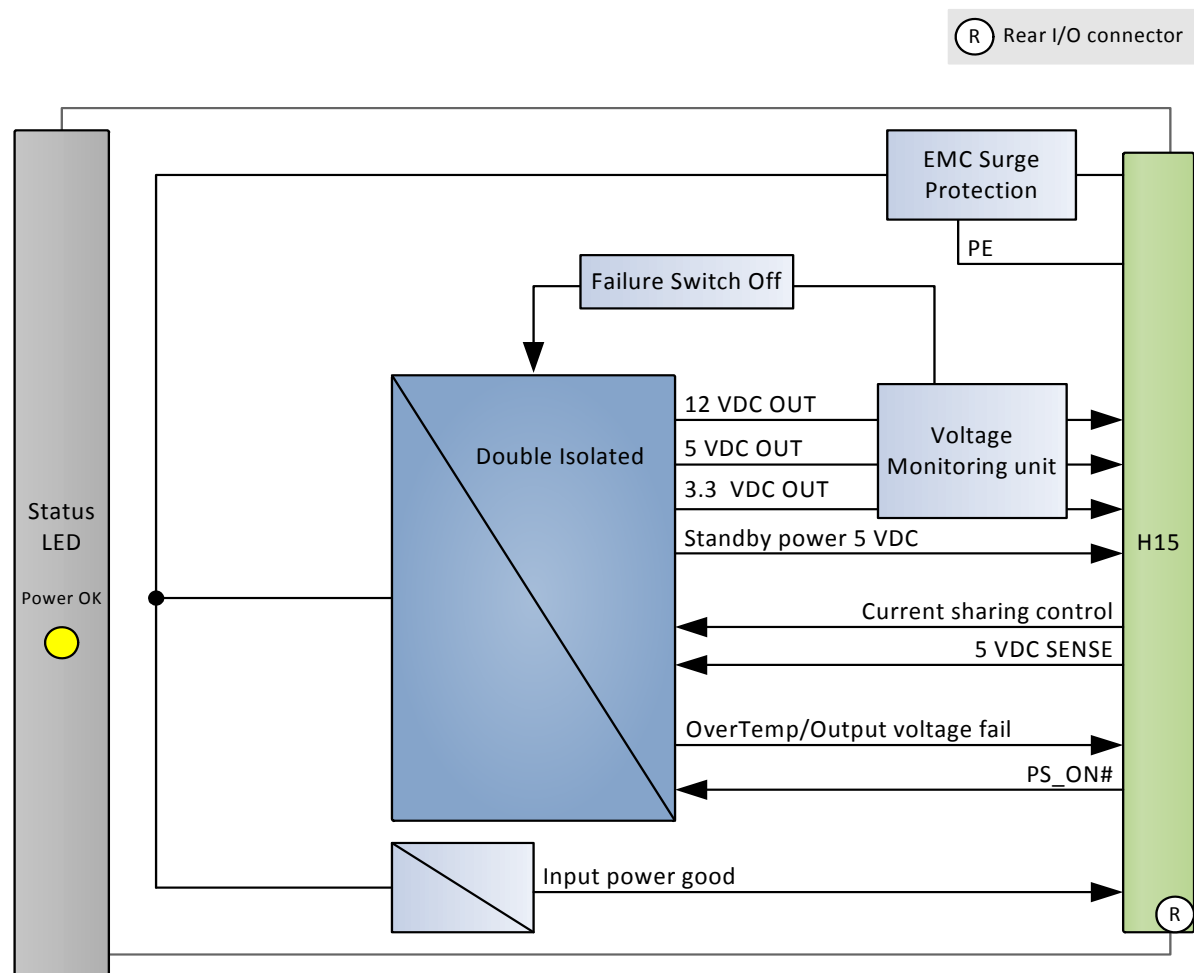 R Rear I/O connector
EMC Surge
Protection
PE
Failure Switch Off
12 VDC OUT
5 VDC OUT
3.3 VDC OUT
Double Isolated
Voltage
Monitoring unit
Status
LED
Power OK
Standby power 5 VDC
H15
Current sharing control
5 VDC SENSE
OverTemp/Output voltage fail
PS_ON#
Input power good
R